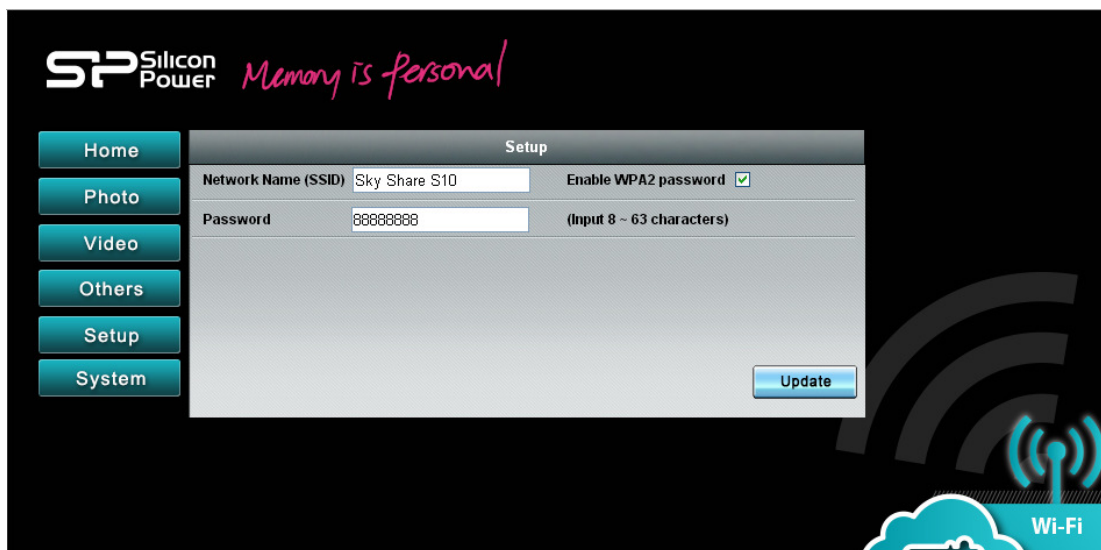 SP Silicon Power Memory is Personal
Home
Photo
Video
Others
Setup
System
Setup
Network Name (SSID) Sky Share S10 Enable WPA2 password
Password 88888888 (Input 8 ~ 63 characters)
Update
Wi-Fi